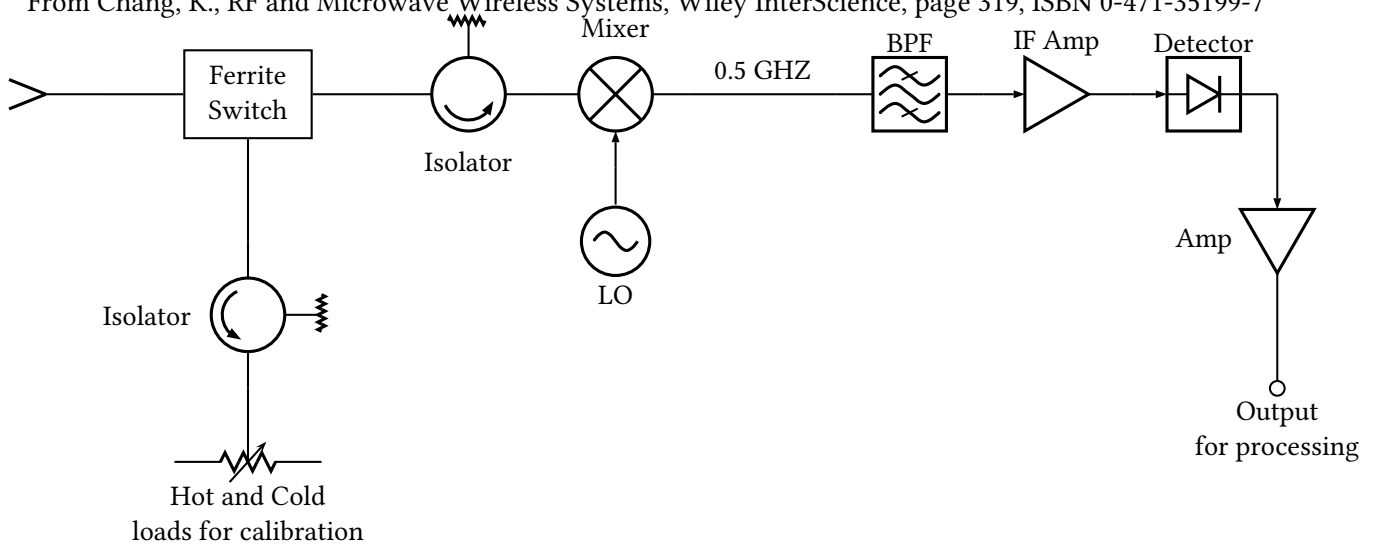 From Chang, K., RF and Microwave Wireless Systems, Wiley InterScience, page 319, ISBN 0-471-35199-7
Mixer
BPF
IF Amp
Detector
Ferrite
Switch
0.5 GHZ
Isolator
Amp
LO
Isolator
Output
for processing
Hot and Cold
loads for calibration